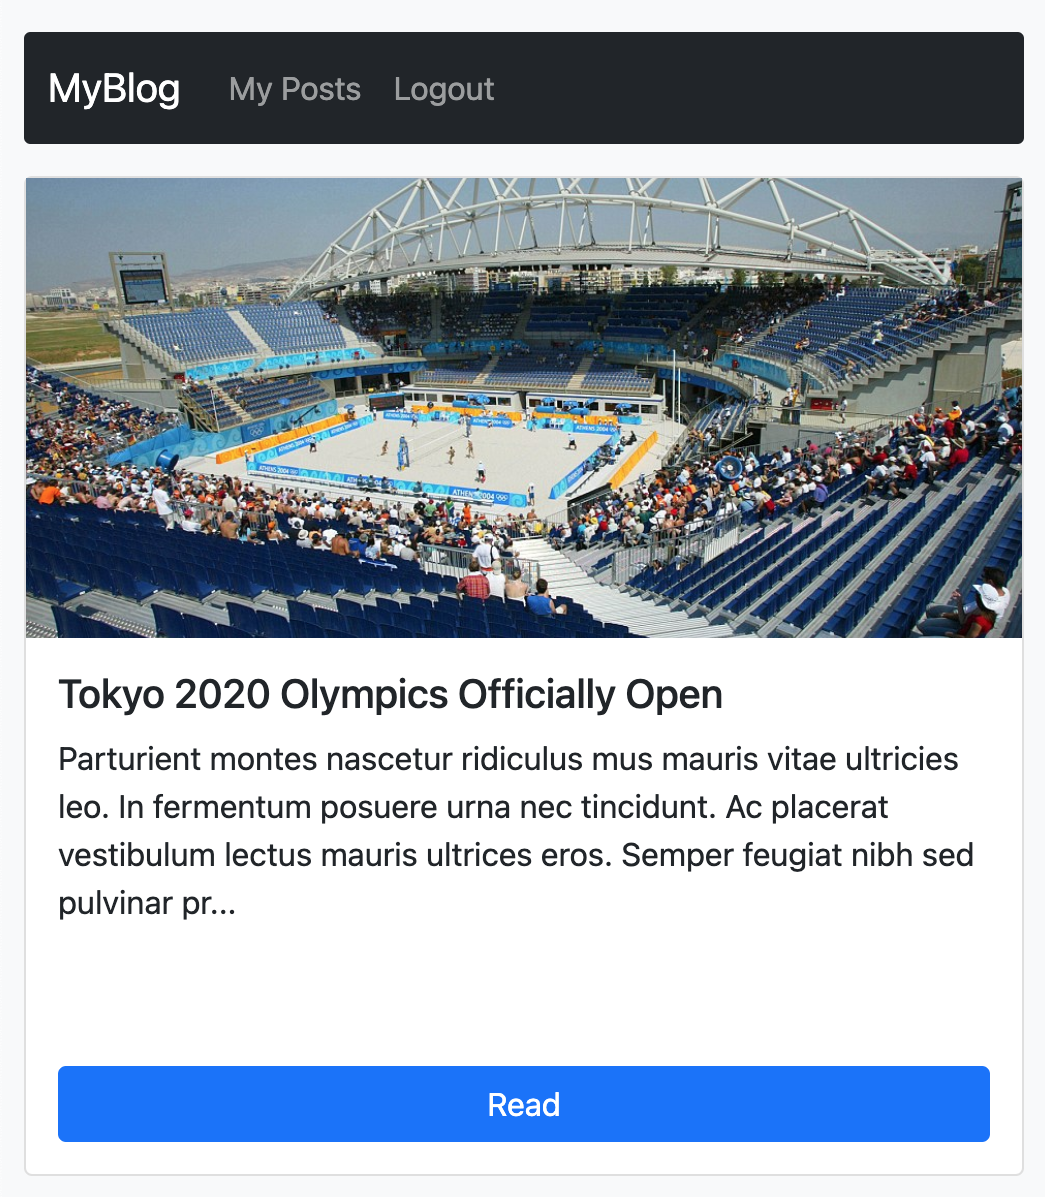 MyBlog My Posts Logout
ATHENS 2004
ATHENS 2004
Tokyo 2020 Olympics Officially Open
Parturient montes nascetur ridiculus mus mauris vitae ultricies
leo. In fermentum posuere urna nec tincidunt. Ac placerat
vestibulum lectus mauris ultrices eros. Semper feugiat nibh sed
pulvinar pr...
Read